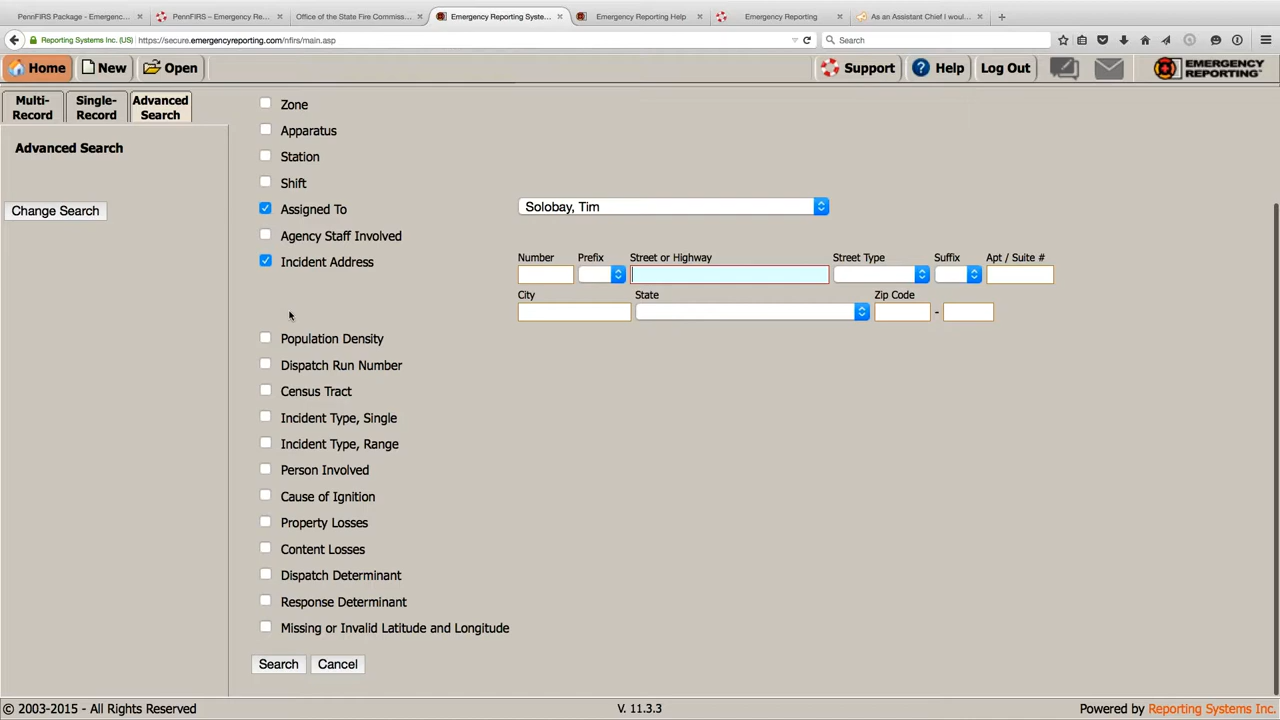 PennFIRS Package - Emergenc...
PennFIRS – Emergency Re...
Office of the State Fire Commiss...
Emergency Reporting Syste...
Emergency Reporting Help
Emergency Reporting
As an Assistant Chief I woul...
Reporting Systems Inc. (US)
https://secure.emergencyreporting.com/nfirs/main.asp
Search
Home
New
Open
Support
Help
Log Out
EMERGENCY
REPORTING
Multi-
Record
Single-
Record
Advanced
Search
Advanced Search
Change Search
Zone
Apparatus
Station
Shift
Assigned To
Solobay, Tim
Agency Staff Involved
Incident Address
Number Prefix Street or Highway Street Type Suffix Apt / Suite #
City State Zip Code
-
Population Density
Dispatch Run Number
Census Tract
Incident Type, Single
Incident Type, Range
Person Involved
Cause of Ignition
Property Losses
Content Losses
Dispatch Determinant
Response Determinant
Missing or Invalid Latitude and Longitude
Search Cancel
© 2003-2015 - All Rights Reserved
V. 11.3.3
Powered by Reporting Systems Inc.